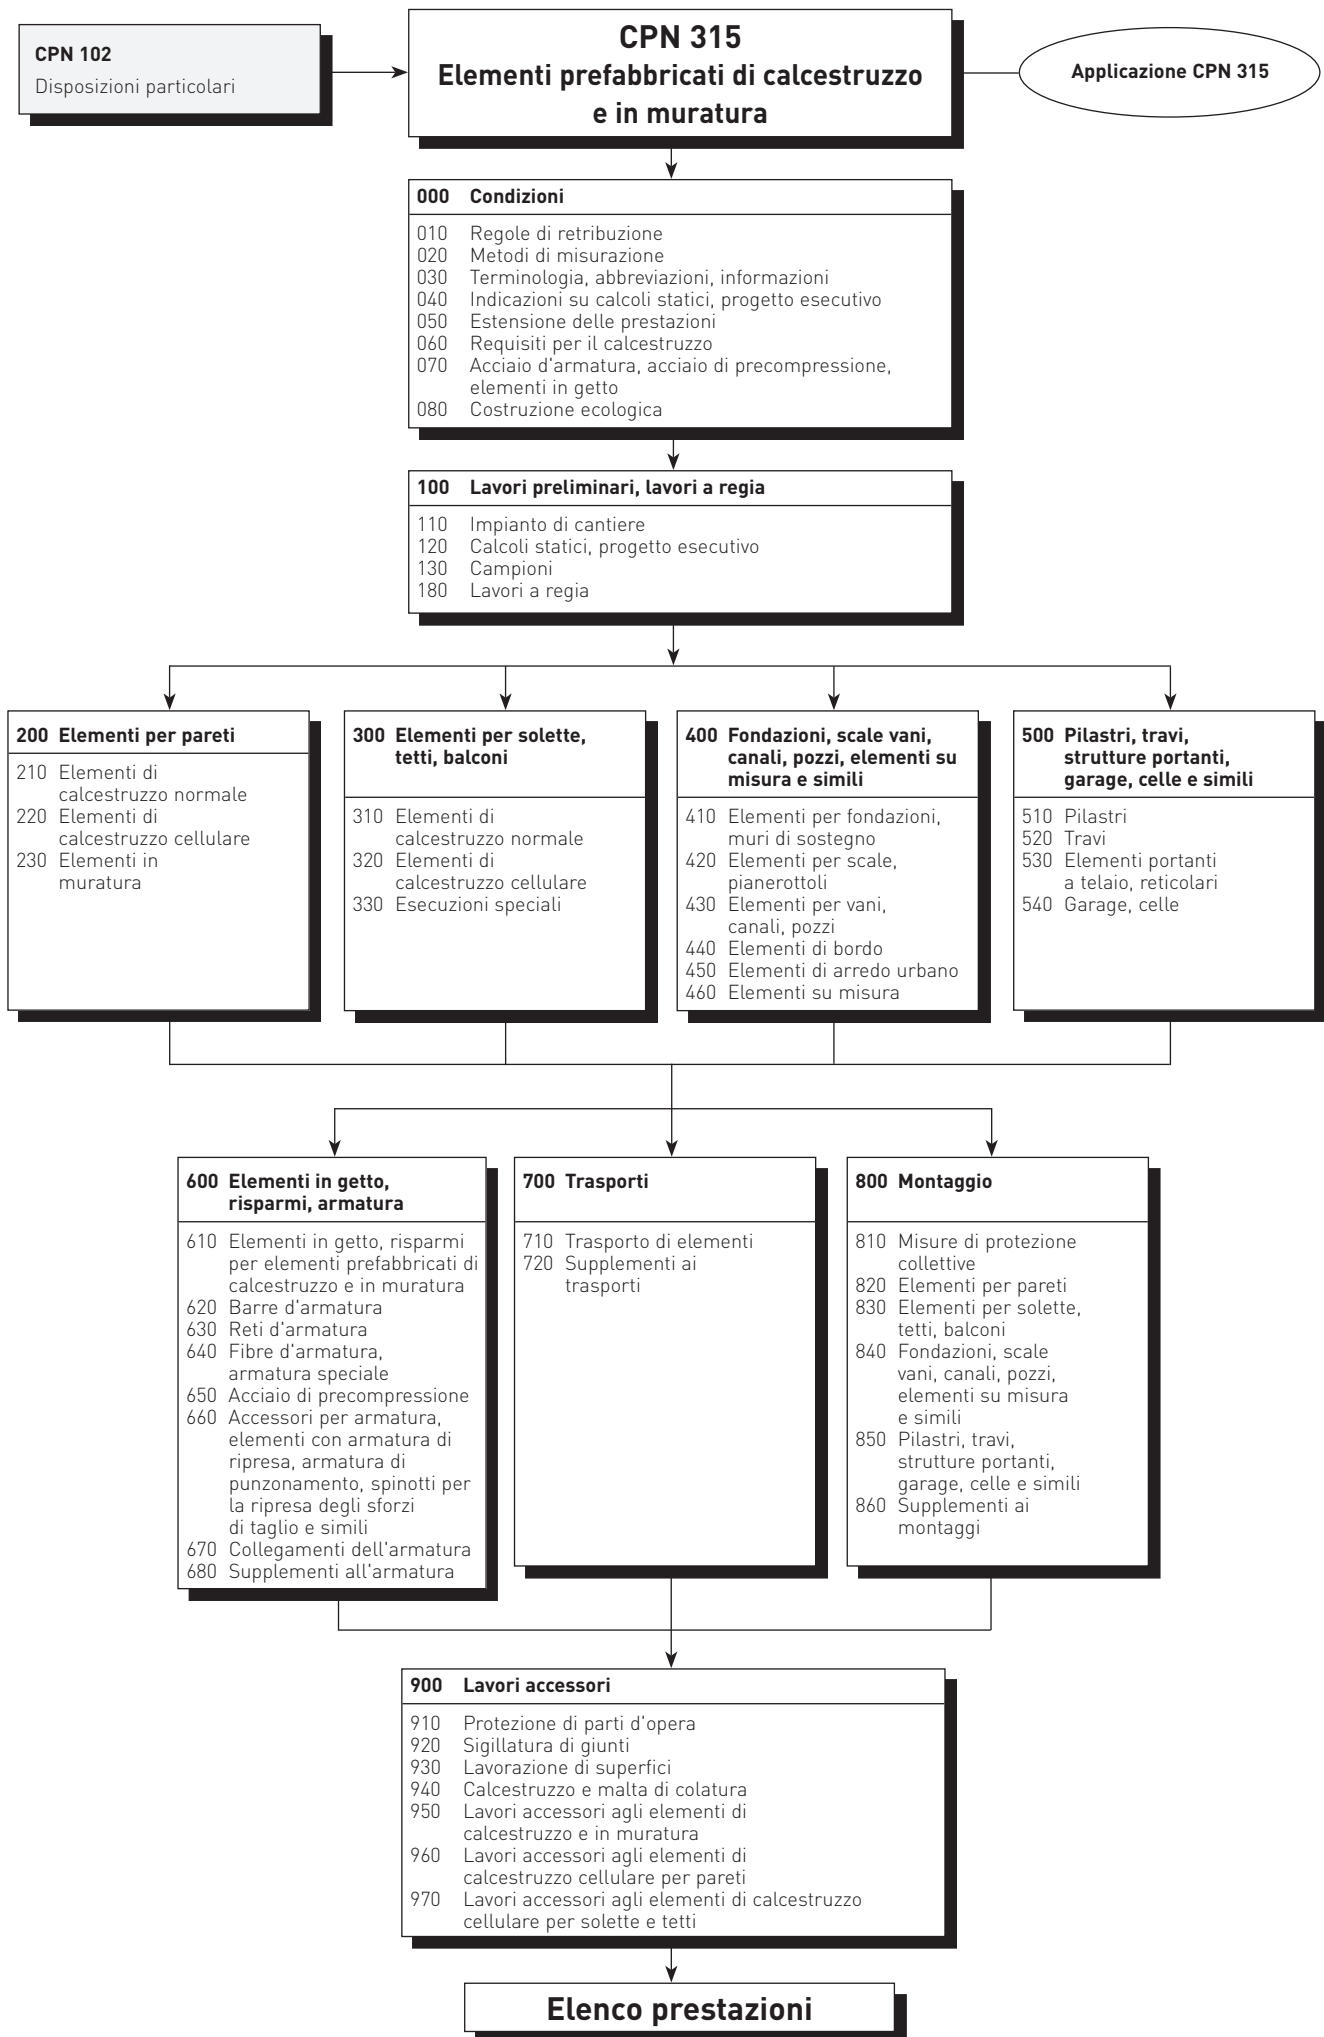 CPN 102
Disposizioni particolari
CPN 315
Elementi prefabbricati di calcestruzzo
e in muratura
Applicazione CPN 315
000 Condizioni
010 Regole di retribuzione
020 Metodi di misurazione
030 Terminologia, abbreviazioni, informazioni
040 Indicazioni su calcoli statici, progetto esecutivo
050 Estensione delle prestazioni
060 Requisiti per il calcestruzzo
070 Acciaio d'armatura, acciaio di precompressione,
elementi in getto
080 Costruzione ecologica
100 Lavori preliminari, lavori a regia
110 Impianto di cantiere
120 Calcoli statici, progetto esecutivo
130 Campioni
180 Lavori a regia
200 Elementi per pareti
210 Elementi di
calcestruzzo normale
220 Elementi di
calcestruzzo cellulare
230 Elementi in
muratura
300 Elementi per solette,
tetti, balconi
310 Elementi di
calcestruzzo normale
320 Elementi di
calcestruzzo cellulare
330 Esecuzioni speciali
400 Fondazioni, scale vani,
canali, pozzi, elementi su
misura e simili
410 Elementi per fondazioni,
muri di sostegno
420 Elementi per scale,
pianerottoli
430 Elementi per vani,
canali, pozzi
440 Elementi di bordo
450 Elementi di arredo urbano
460 Elementi su misura
500 Pilastri, travi,
strutture portanti,
garage, celle e simili
510 Pilastri
520 Travi
530 Elementi portanti
a telaio, reticolari
540 Garage, celle
600 Elementi in getto,
risparmi, armatura
610 Elementi in getto, risparmi
per elementi prefabbricati di
calcestruzzo e in muratura
620 Barre d'armatura
630 Reti d'armatura
640 Fibre d'armatura,
armatura speciale
650 Acciaio di precompressione
660 Accessori per armatura,
elementi con armatura di
ripresa, armatura di
punzonamento, spinotti per
la ripresa degli sforzi
di taglio e simili
670 Collegamenti dell'armatura
680 Supplementi all'armatura
700 Trasporti
710 Trasporto di elementi
720 Supplementi ai
trasporti
800 Montaggio
810 Misure di protezione
collettive
820 Elementi per pareti
830 Elementi per solette,
tetti, balconi
840 Fondazioni, scale
vani, canali, pozzi,
elementi su misura
e simili
850 Pilastri, travi,
strutture portanti,
garage, celle e simili
860 Supplementi ai
montaggi
900 Lavori accessori
910 Protezione di parti d'opera
920 Sigillatura di giunti
930 Lavorazione di superfici
940 Calcestruzzo e malta di colatura
950 Lavori accessori agli elementi di
calcestruzzo e in muratura
960 Lavori accessori agli elementi di
calcestruzzo cellulare per pareti
970 Lavori accessori agli elementi di calcestruzzo
cellulare per solette e tetti
Elenco prestazioni